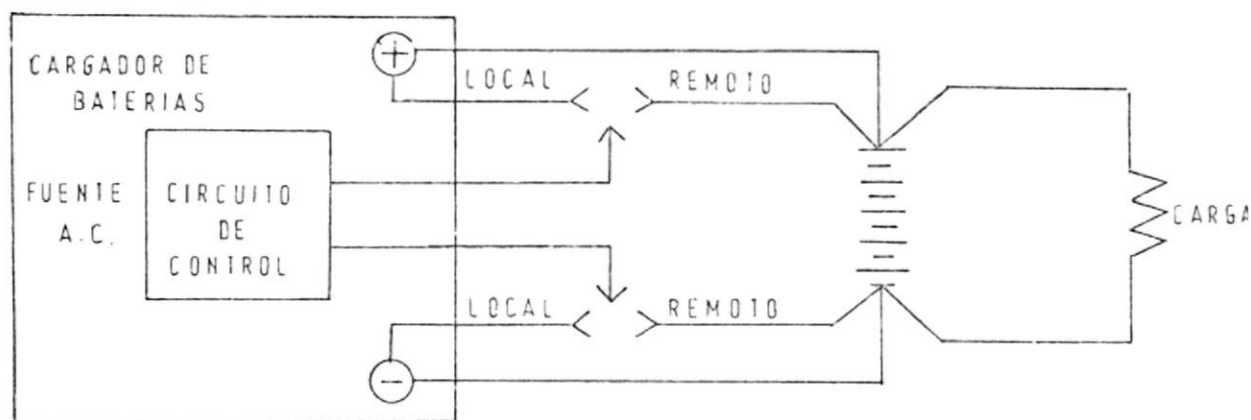 CARGADOR DE
BATERIAS
+
LOCAL
REMOTO
FUENTE
A.C.
CIRCUITO
DE
CONTROL
CARGA
LOCAL
REMOTO
-